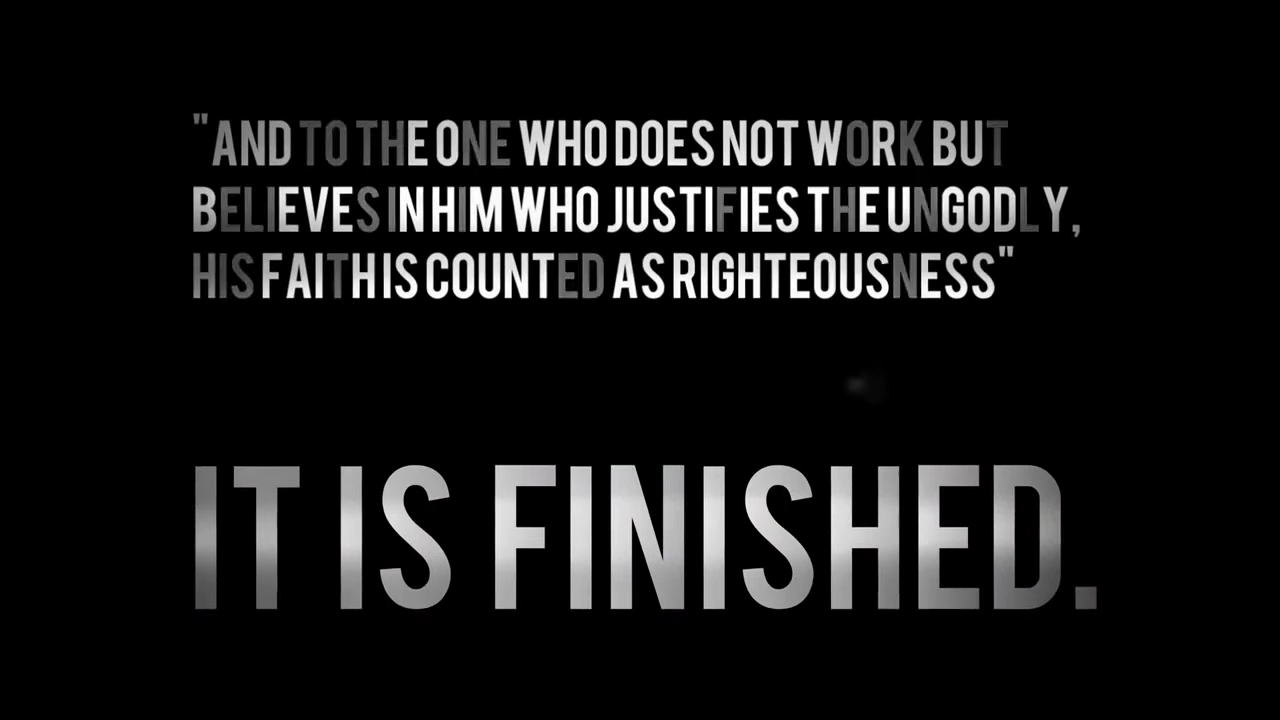 "AND TO THE ONE WHO DOES NOT WORK BUT
BELIEVES IN HIM WHO JUSTIFIES THE UNGODLY,
HIS FAITH IS COUNTED AS RIGHTEOUSNESS"
IT IS FINISHED.